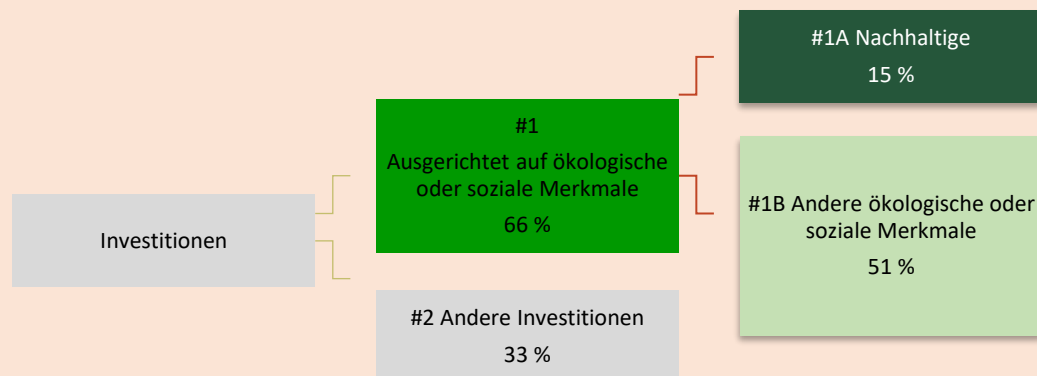 Investitionen
#1
Ausgerichtet auf ökologische
oder soziale Merkmale
66 %
#2 Andere Investitionen
33 %
#1A Nachhaltige
15 %
#1B Andere ökologische oder
soziale Merkmale
51 %